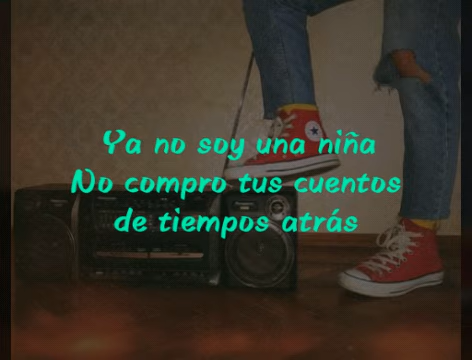 Ya no soy una niña
No compro tus cuentos
de tiempos atrás